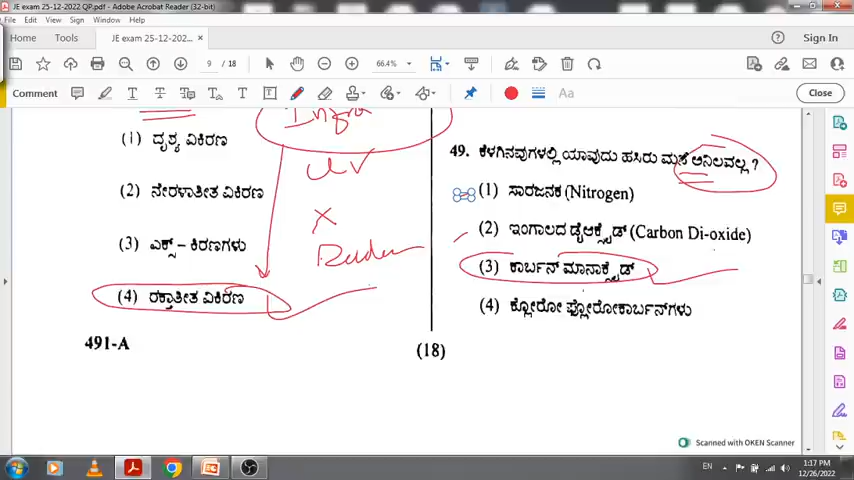 JE exam 25-12-2022 QP.pdf - Adobe Acrobat Reader (32-bit)
File Edit View Sign Window Help
Home Tools JE exam 25-12-202... × Sign In
9 / 18 66.4%
Comment Aa Close
Infra
(1) ದೃಶ್ಯ ವಿಕಿರಣ
UV
(2) ನೇರಳಾತೀತ ವಿಕಿರಣ
X
(3) ಎಕ್ಸ್ – ಕಿರಣಗಳು
(4) ರಕ್ತಾತೀತ ವಿಕಿರಣ
491-A
49. ಕೆಳಗಿನವುಗಳಲ್ಲಿ ಯಾವುದು ಹಸಿರು ಮನೆ ಅನಿಲವಲ್ಲ ?
(1) ಸಾರಜನಕ (Nitrogen)
(2) ಇಂಗಾಲದ ಡೈಆಕ್ಸೈಡ್ (Carbon Di-oxide)
(3) ಕಾರ್ಬನ್ ಮಾನಾಕ್ಸೈಡ್
(4) ಕ್ಲೋರೋ ಫ್ಲೋರೋಕಾರ್ಬನ್‌ಗಳು
(18)
Scanned with OKEN Scanner
EN 1:17 PM
12/26/2022